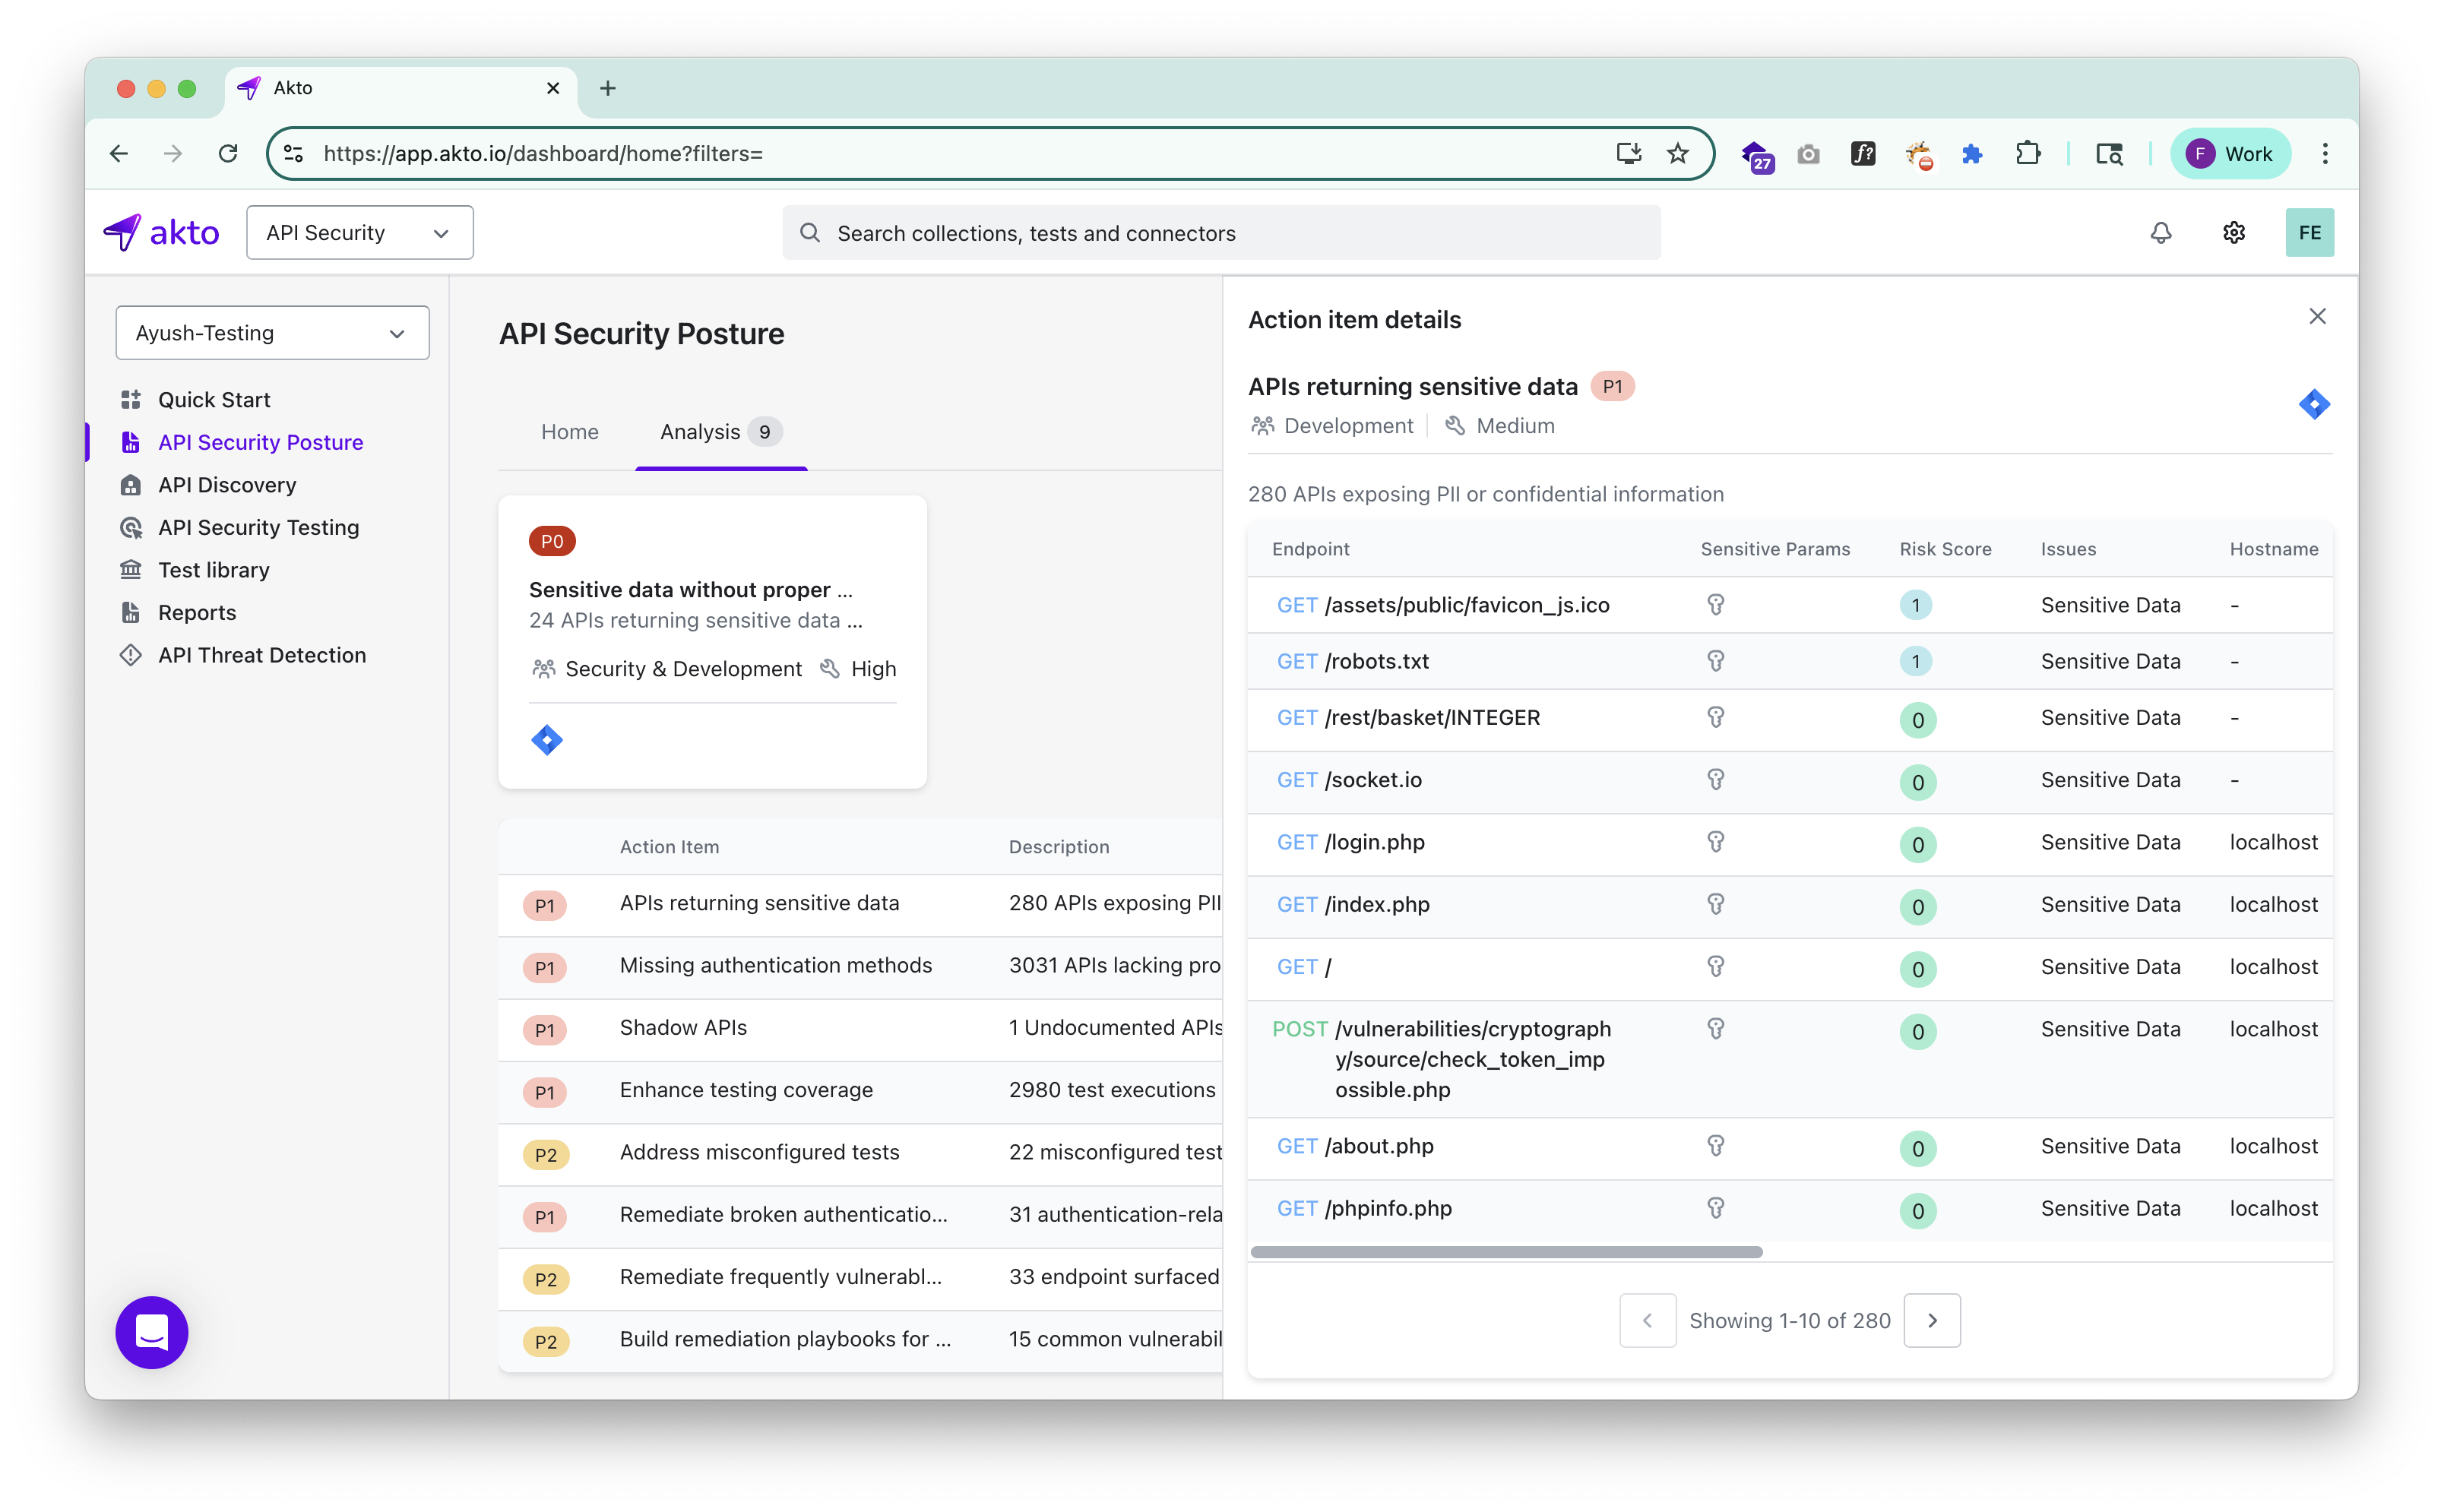 Akto
https://app.akto.io/dashboard/home?filters=
27
f?
F Work
akto
API Security
Search collections, tests and connectors
FE
Ayush-Testing
Quick Start
API Security Posture
API Discovery
API Security Testing
Test library
Reports
API Threat Detection
API Security Posture
Home
Analysis 9
P0
Sensitive data without proper ...
24 APIs returning sensitive data ...
Security & Development High
Action Item Description
P1 APIs returning sensitive data 280 APIs exposing PII
P1 Missing authentication methods 3031 APIs lacking pro
P1 Shadow APIs 1 Undocumented APIs
P1 Enhance testing coverage 2980 test executions
P2 Address misconfigured tests 22 misconfigured test
P1 Remediate broken authenticatio... 31 authentication-rela
P2 Remediate frequently vulnerabl... 33 endpoint surfaced
P2 Build remediation playbooks for ... 15 common vulnerabil
Action item details
APIs returning sensitive data P1
Development Medium
280 APIs exposing PII or confidential information
Endpoint Sensitive Params Risk Score Issues Hostname
GET /assets/public/favicon_js.ico 1 Sensitive Data -
GET /robots.txt 1 Sensitive Data -
GET /rest/basket/INTEGER 0 Sensitive Data -
GET /socket.io 0 Sensitive Data -
GET /login.php 0 Sensitive Data localhost
GET /index.php 0 Sensitive Data localhost
GET / 0 Sensitive Data localhost
POST /vulnerabilities/cryptograph 0 Sensitive Data localhost
y/source/check_token_imp
ossible.php
GET /about.php 0 Sensitive Data localhost
GET /phpinfo.php 0 Sensitive Data localhost
Showing 1-10 of 280